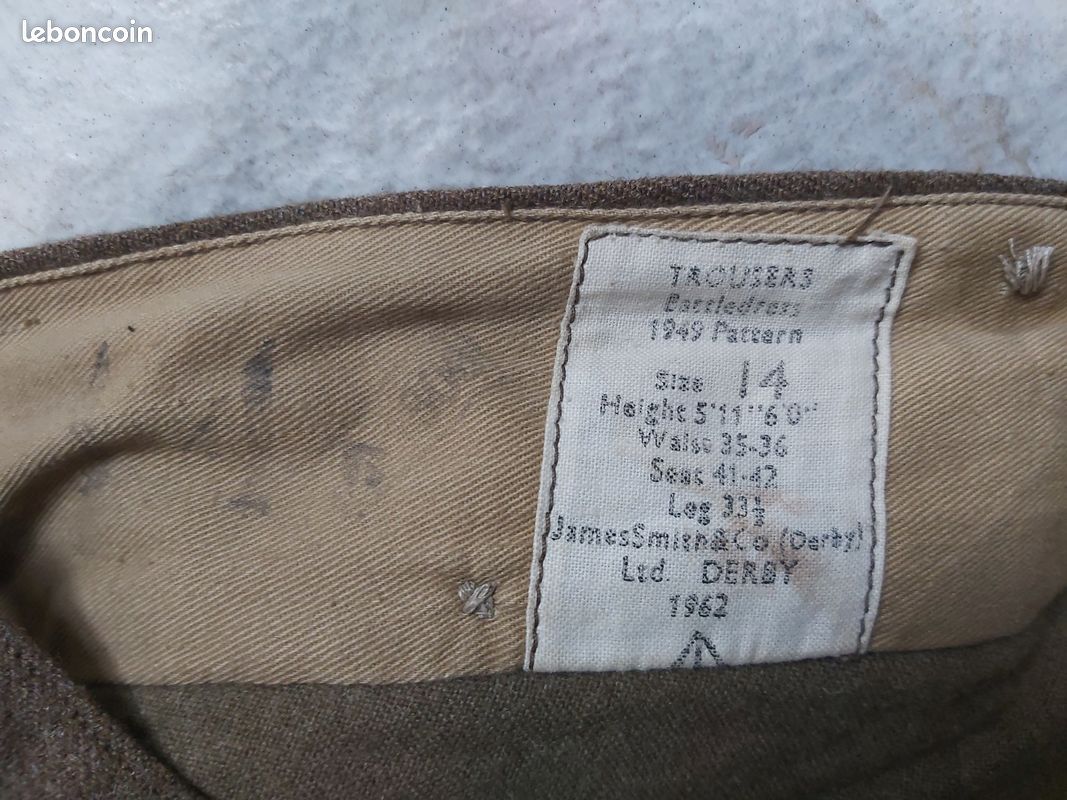 leboncoin
TROUSERS
Battledress
1949 Pattern
Size 14
Height 5'11"6'0"
Waist 35-36
Seat 41-42
Leg 33½
JamesSmith&Co (Derby)
Ltd. DERBY
1962